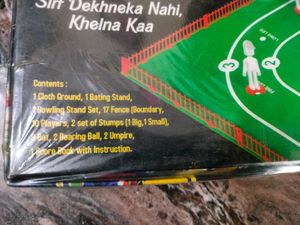 Sirf Dekhneka Nahi,
Khelna Kaa
Contents :
1 Cloth Ground, 1 Bating Stand,
1 Bowling Stand Set, 17 Fence (Boundary,
10 Players, 2 set of Stumps (1 Big,1 Small),
Bat, 2 Bearing Ball, 2 Umpire,
1 Score Book with Instruction.
3
2